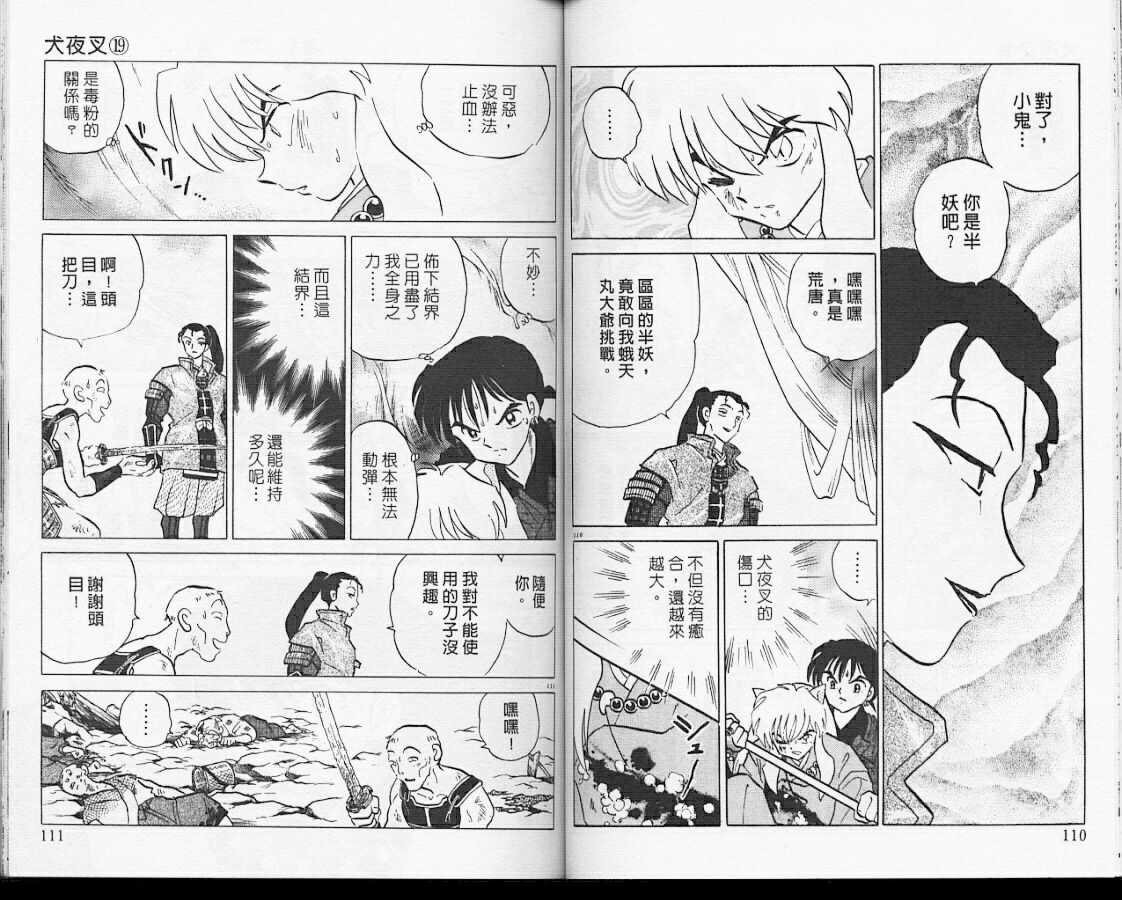 對了，
小鬼…
你是半
妖吧？
……
嘿嘿嘿
，真是
荒唐。
區區的半妖，
竟敢向我蛾天
丸大爺挑戰。
……
犬夜叉的
傷口…
不但沒有癒
合，還越來
越大。
110
110
犬夜叉⑲
可惡，
沒辦法
止血…
是毒粉的
關係嗎？
不妙…
佈下結界
已用盡了
我全身之
力……
根本無法
動彈…
而且這
結界…
還能維持
多久呢…
啊！頭
目，這
把刀…
隨便
你。
我對不能使
用的刀子沒
興趣。
謝謝頭
目！
111
嘿嘿！
……
111